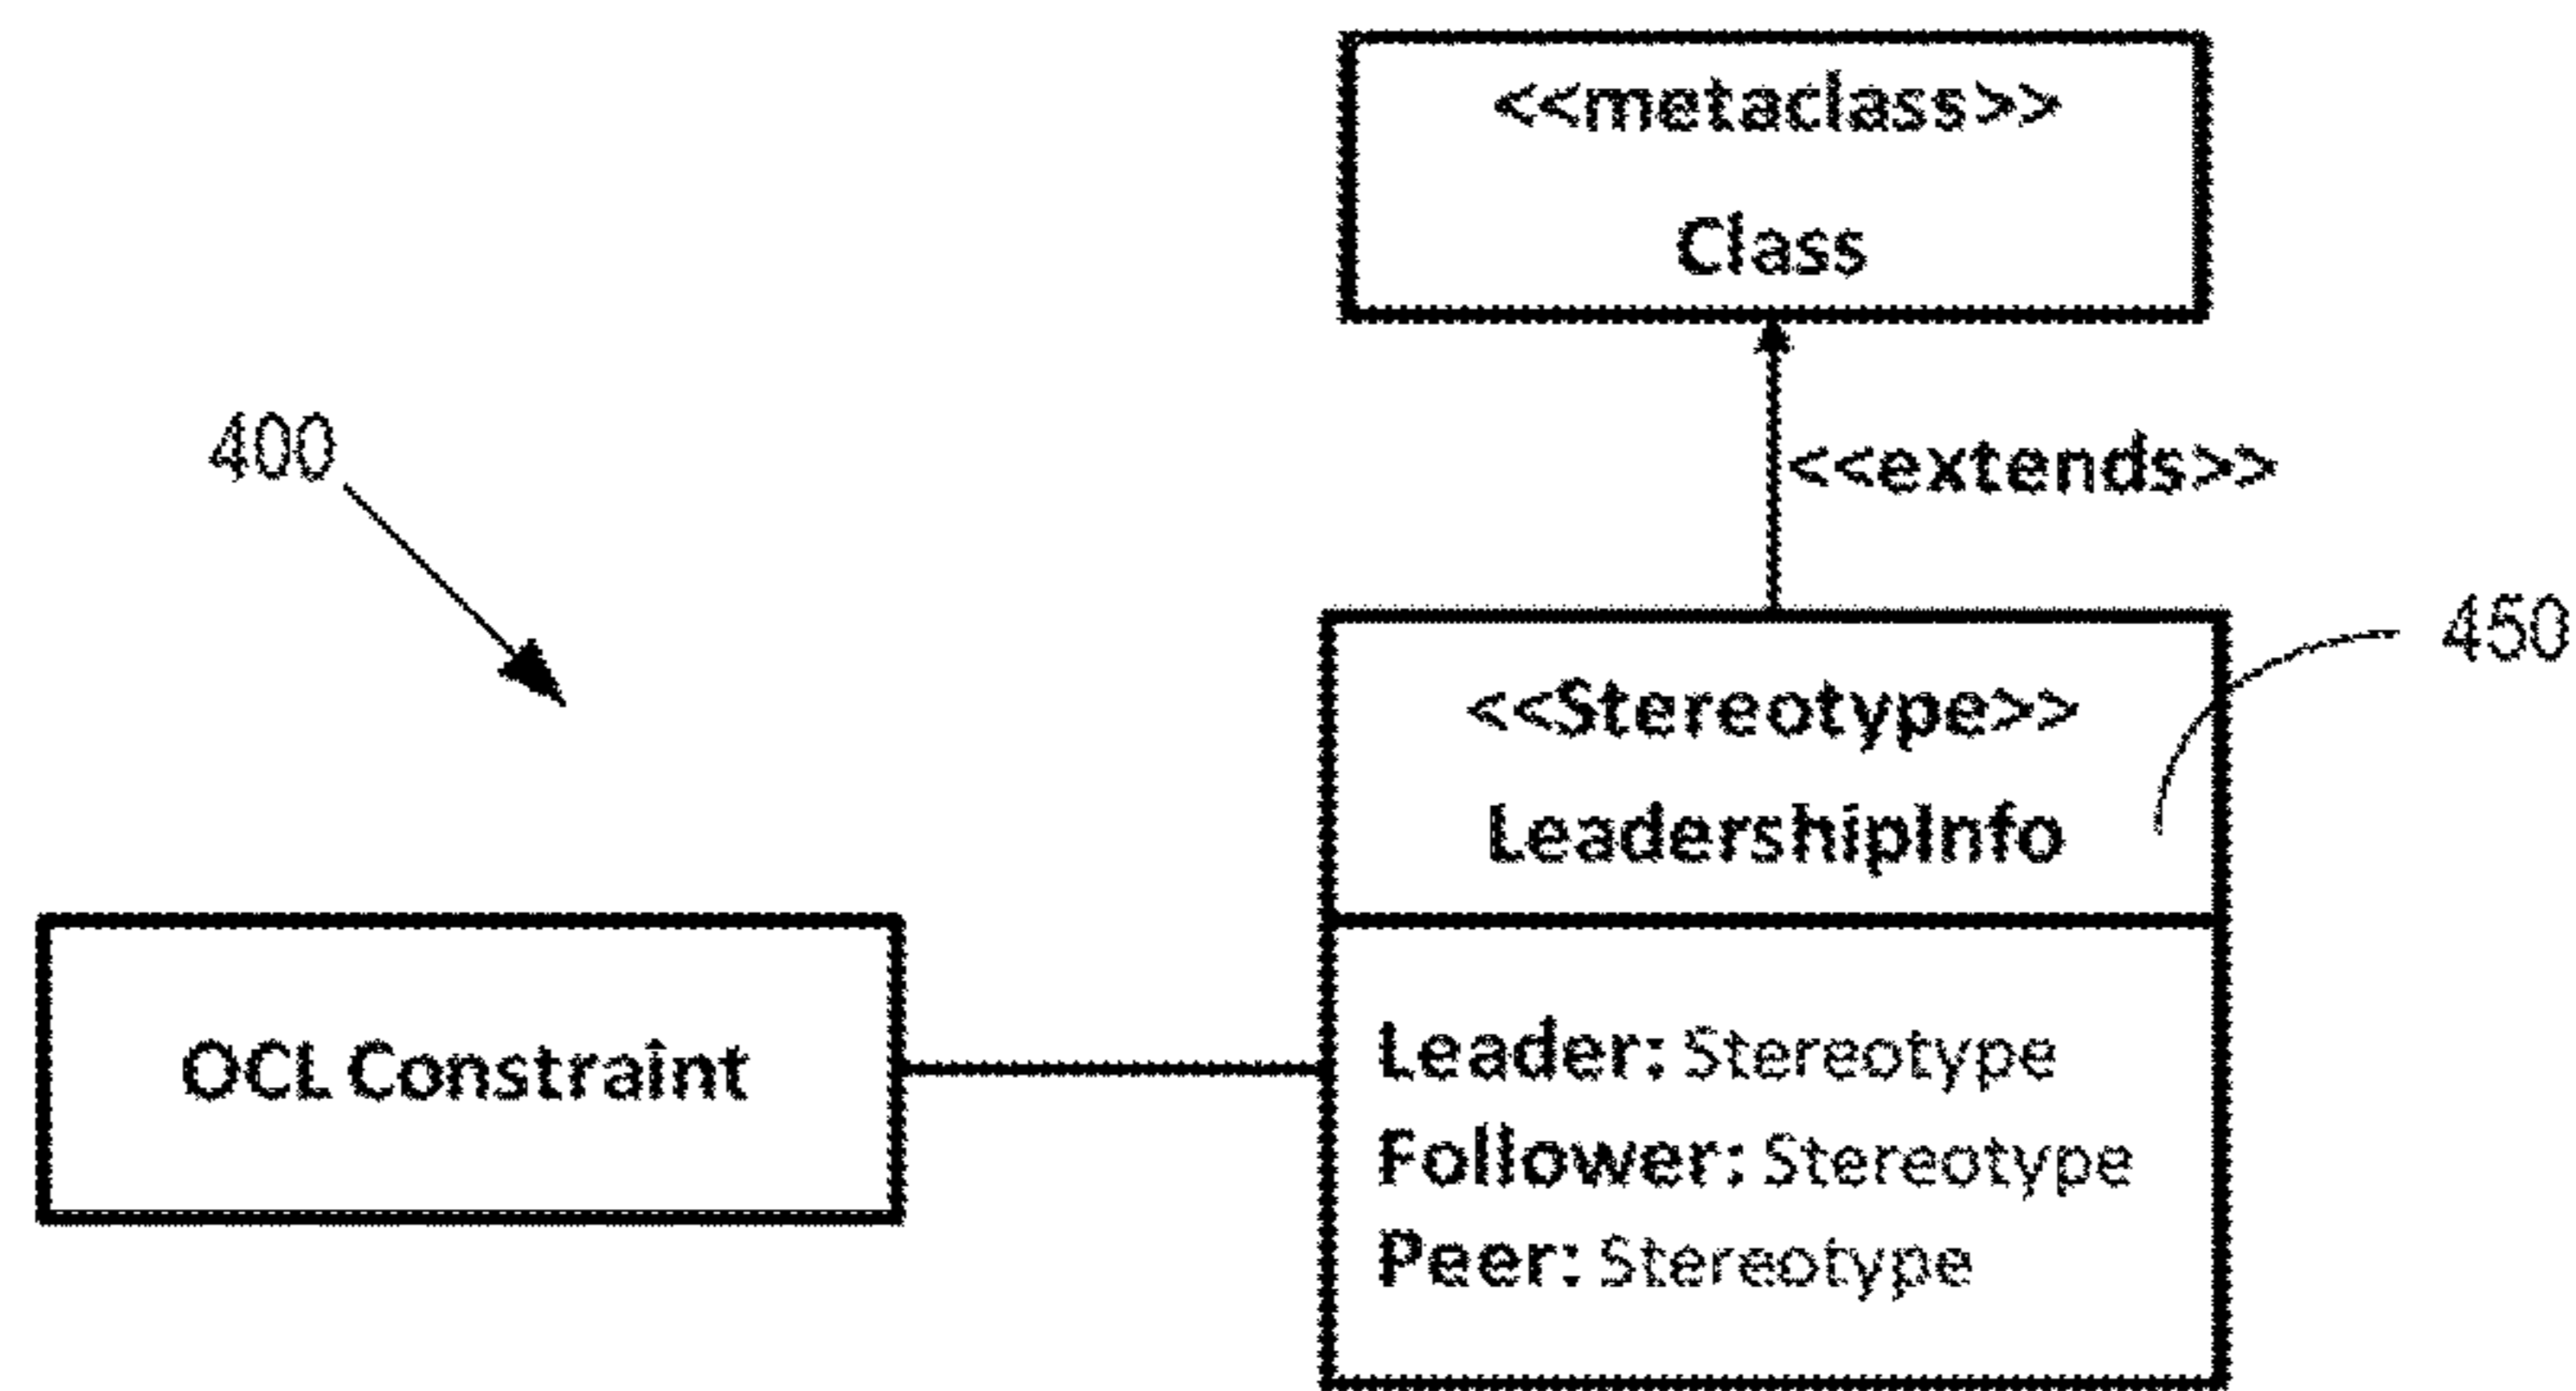 <<metaclass>>
Class
400
<<extends>>
450
<<Stereotype>>
LeadershipInfo
OCL Constraint
Leader: Stereotype
Follower: Stereotype
Peer: Stereotype